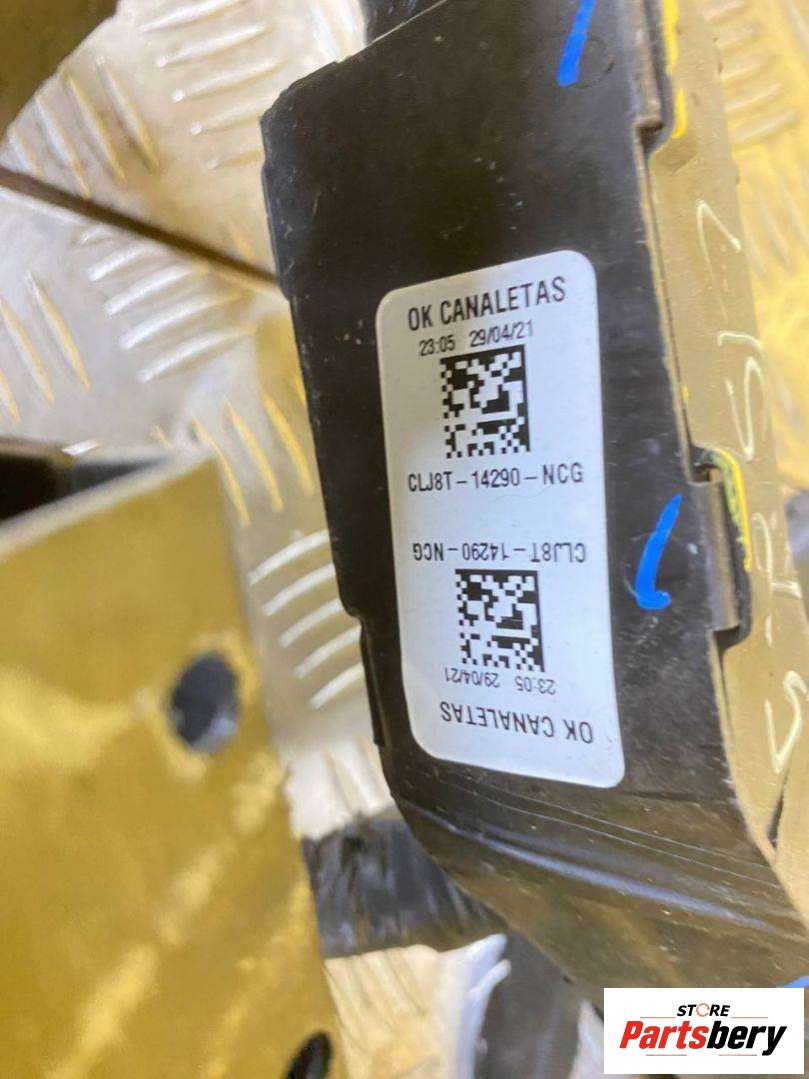 OK CANALETAS
23:05 29/04/21
CLJ8T-14290-NCG
CLJ8T-14290-NCG
23:05 29/04/21
OK CANALETAS
STORE
Partsbery